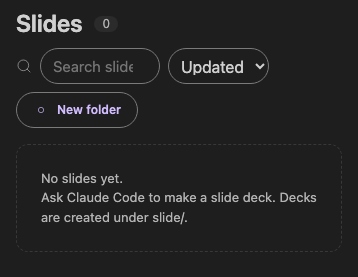 Slides 0
Search slide
Updated
New folder
No slides yet.
Ask Claude Code to make a slide deck. Decks
are created under slide/.